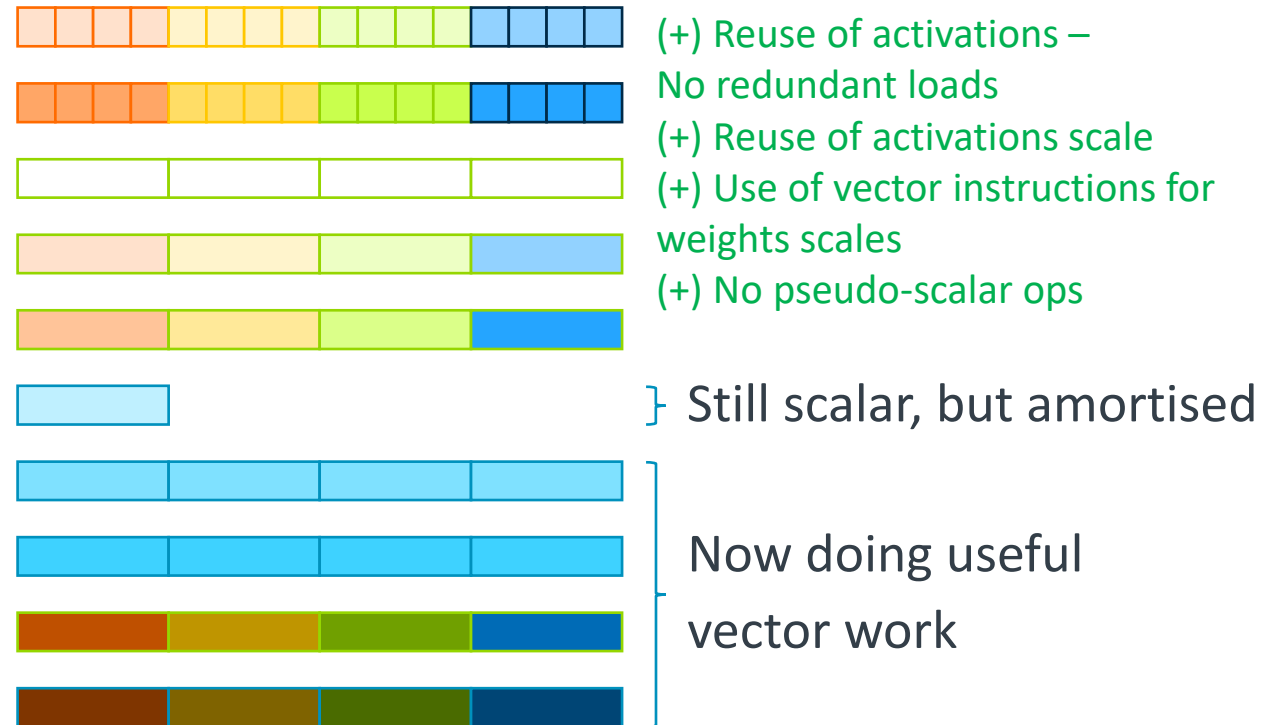 (+) Reuse of activations –
No redundant loads
(+) Reuse of activations scale
(+) Use of vector instructions for
weights scales
(+) No pseudo-scalar ops
Still scalar, but amortised
Now doing useful
vector work